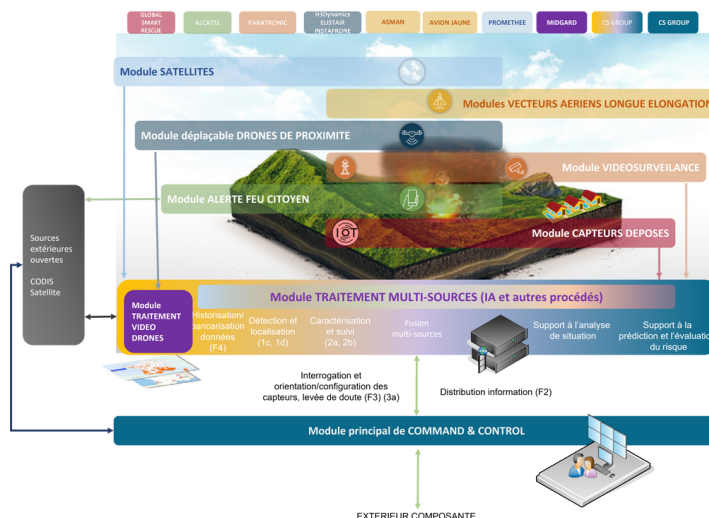 GLOBAL
SMART
RESCUE
ALCATEL
PARATRONIC
H3Dynamics
ELISTAIR
INSTAFRONE
ASMAN
AVION JAUNE
PROMETHEE
MIDGARD
CS GROUP
CS GROUP
Module SATELLITES
Modules VECTEURS AERIENS LONGUE ELONGATION
Module déplaçable DRONES DE PROXIMITE
Module VIDEOSURVEILANCE
Module ALERTE FEU CITOYEN
IOT
Module CAPTEURS DEPOSES
Sources
extérieures
ouvertes
CODIS
Satellite
Module TRAITEMENT MULTI-SOURCES (IA et autres procédés)
Module
TRAITEMENT
VIDEO
DRONES
Historisation/
bancarisation
données
(F4)
Détection et
localisation
(1c, 1d)
Caractérisation
et suivi
(2a, 2b)
Fusion
multi-sources
Support à l'analyse
de situation
Support à la
prédiction et l'évaluation
du risque
Interrogation et
orientation/configuration des
capteurs, levée de doute (F3) (3a)
Distribution information (F2)
Module principal de COMMAND & CONTROL
EXTERIEUR COMPOSANTE